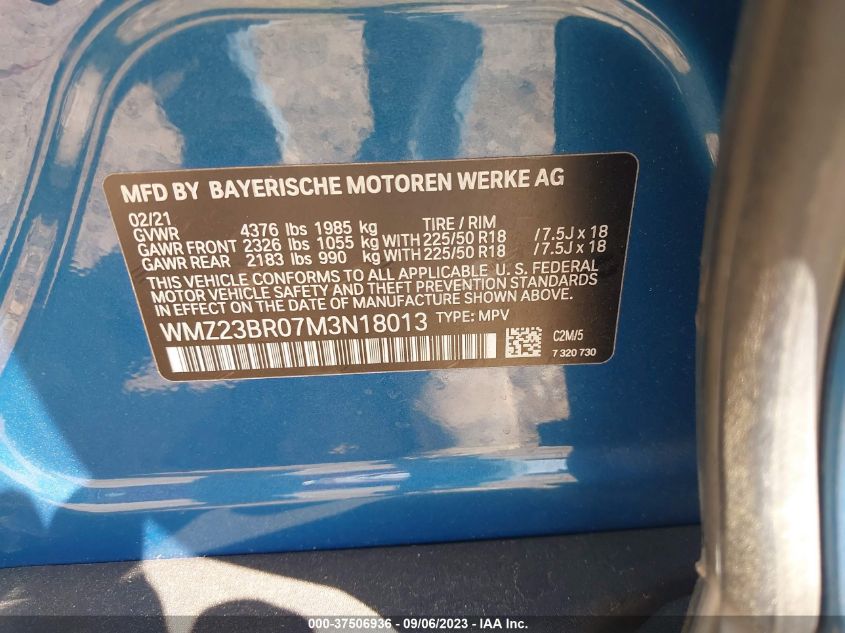 MFD BY BAYERISCHE MOTOREN WERKE AG
02/21
GVWR 4376 lbs 1985 kg TIRE / RIM
GAWR FRONT 2326 lbs 1055 kg WITH 225/50 R18 / 7.5J x 18
GAWR REAR 2183 lbs 990 kg WITH 225/50 R18 / 7.5J x 18
THIS VEHICLE CONFORMS TO ALL APPLICABLE U. S. FEDERAL
MOTOR VEHICLE SAFETY AND THEFT PREVENTION STANDARDS
IN EFFECT ON THE DATE OF MANUFACTURE SHOWN ABOVE.
WMZ23BR07M3N18013 TYPE: MPV
C2M/5
7 320 730
000-37506936 - 09/06/2023 - IAA Inc.